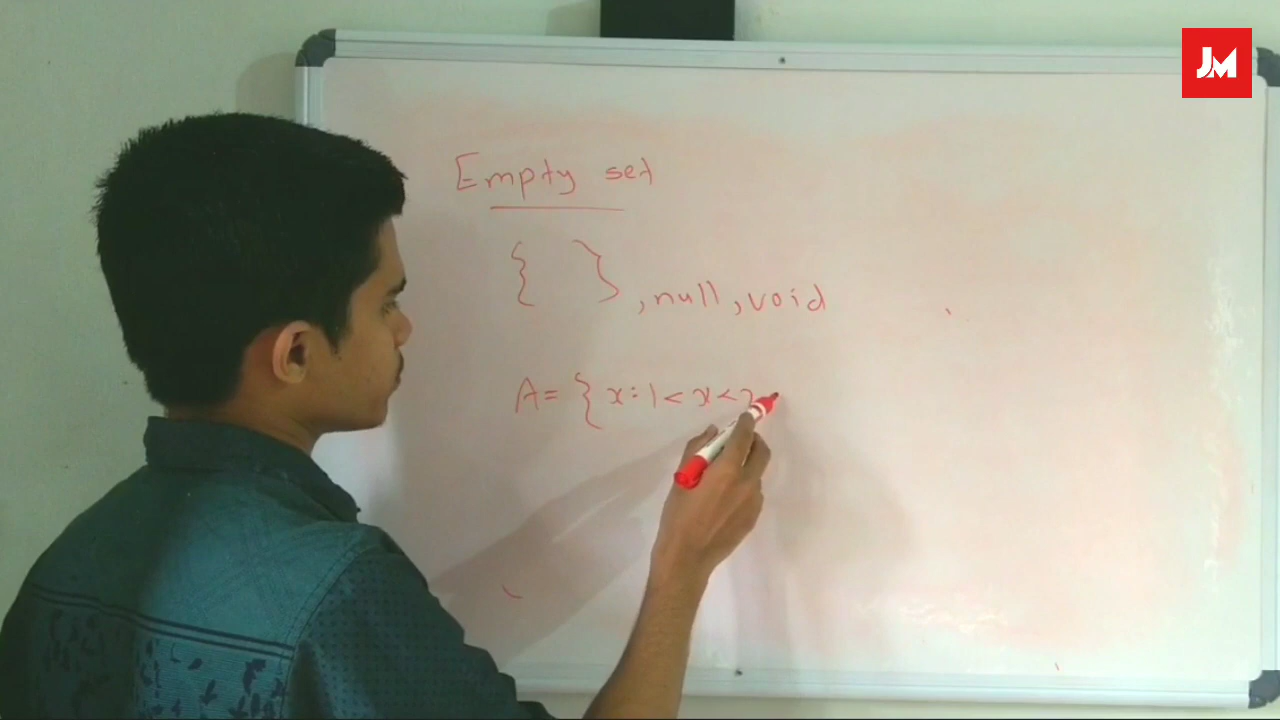 JM
Empty set
{ } , null, void
A = { x : 1 < x < 2